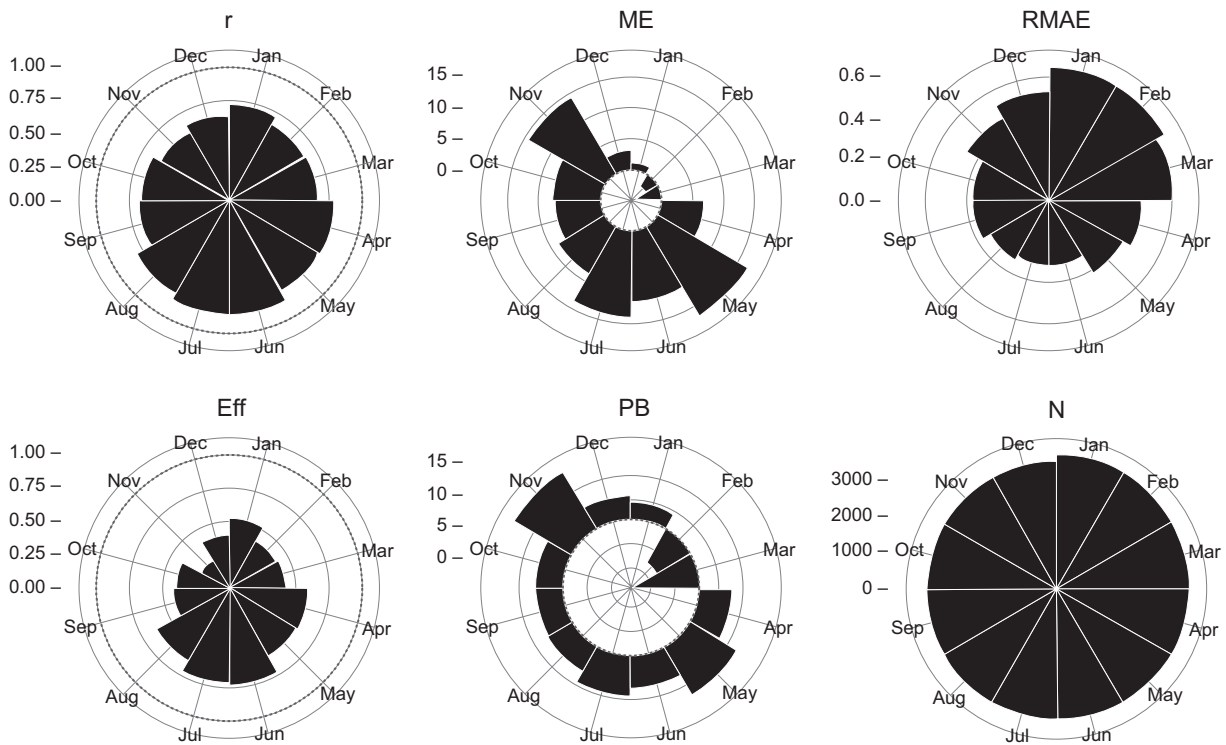 r
1.00 –
0.75 –
0.50 –
0.25 –
0.00 –
Jan
Feb
Mar
Apr
May
Jun
Jul
Aug
Sep
Oct
Nov
Dec
ME
15 –
10 –
5 –
0 –
Jan
Feb
Mar
Apr
May
Jun
Jul
Aug
Sep
Oct
Nov
Dec
RMAE
0.6 –
0.4 –
0.2 –
0.0 –
Jan
Feb
Mar
Apr
May
Jun
Jul
Aug
Sep
Oct
Nov
Dec
Eff
1.00 –
0.75 –
0.50 –
0.25 –
0.00 –
Jan
Feb
Mar
Apr
May
Jun
Jul
Aug
Sep
Oct
Nov
Dec
PB
15 –
10 –
5 –
0 –
Jan
Feb
Mar
Apr
May
Jun
Jul
Aug
Sep
Oct
Nov
Dec
N
3000 –
2000 –
1000 –
0 –
Jan
Feb
Mar
Apr
May
Jun
Jul
Aug
Sep
Oct
Nov
Dec